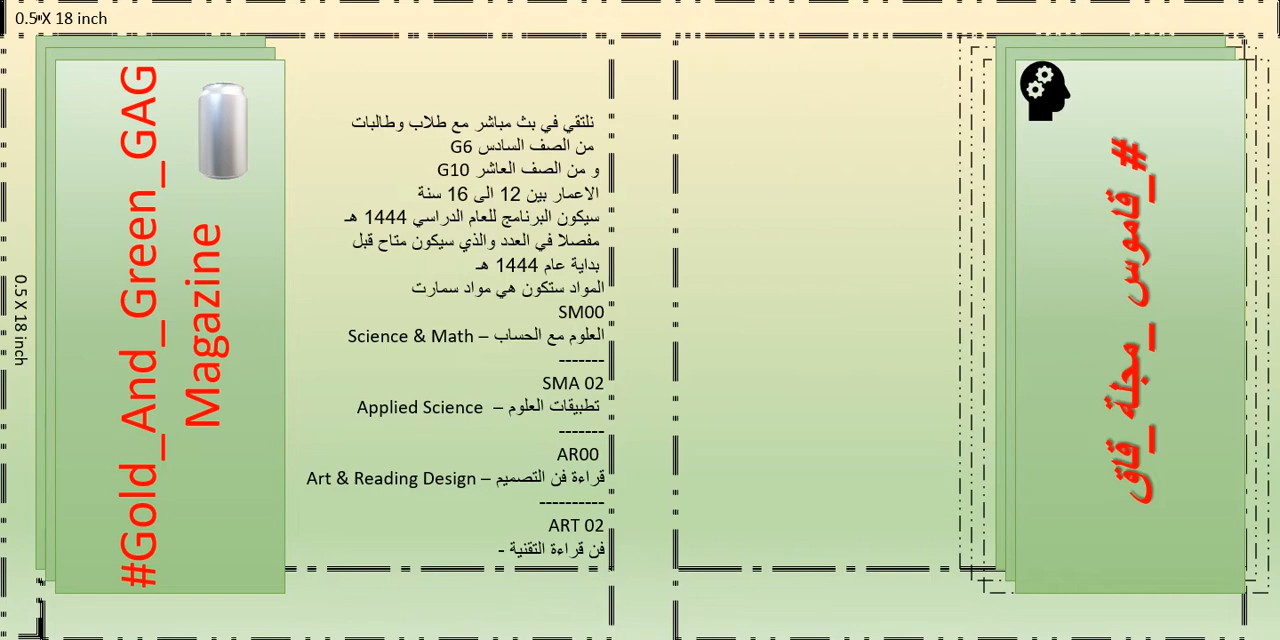 0.5 X 18 inch
0.5 X 18 inch
#Gold_And_Green_GAG
Magazine
نلتقي في بث مباشر مع طلاب وطالبات
من الصف السادس G6
و من الصف العاشر G10
الاعمار بين 12 الى 16 سنة
سيكون البرنامج للعام الدراسي 1444 هـ
مفصلا في العدد والذي سيكون متاح قبل
بداية عام 1444 هـ
المواد ستكون هي مواد سمارت
SM00
العلوم مع الحساب – Science & Math
-------
SMA 02
تطبيقات العلوم – Applied Science
-------
AR00
قراءة فن التصميم – Art & Reading Design
----------
ART 02
فن قراءة التقنية -
#_قاموس_مجلة_قاق